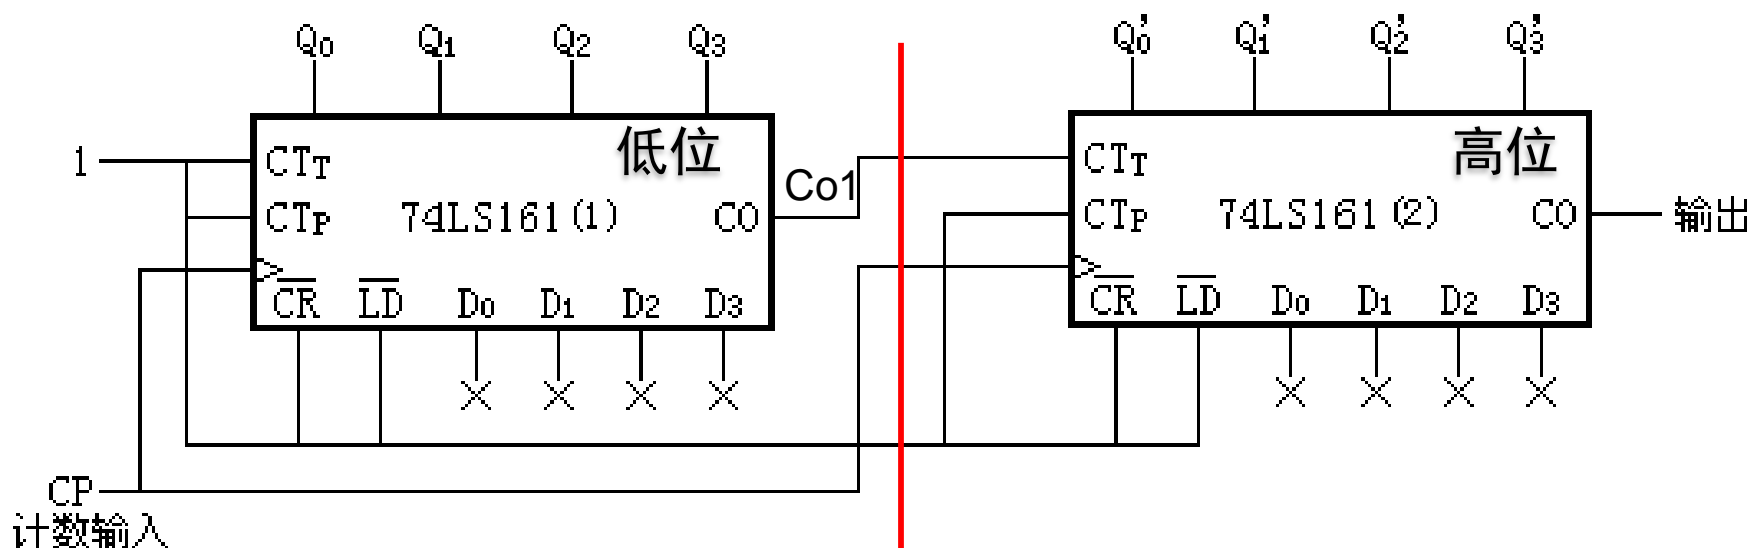 Q0 Q1 Q2 Q3 Q0' Q1' Q2' Q3'
低位 高位
1 CTT CTT
Co1
CTP 74LS161(1) CO CTP 74LS161(2) CO 输出
CR LD D0 D1 D2 D3 CR LD D0 D1 D2 D3
× × × × × × × ×
CP
计数输入